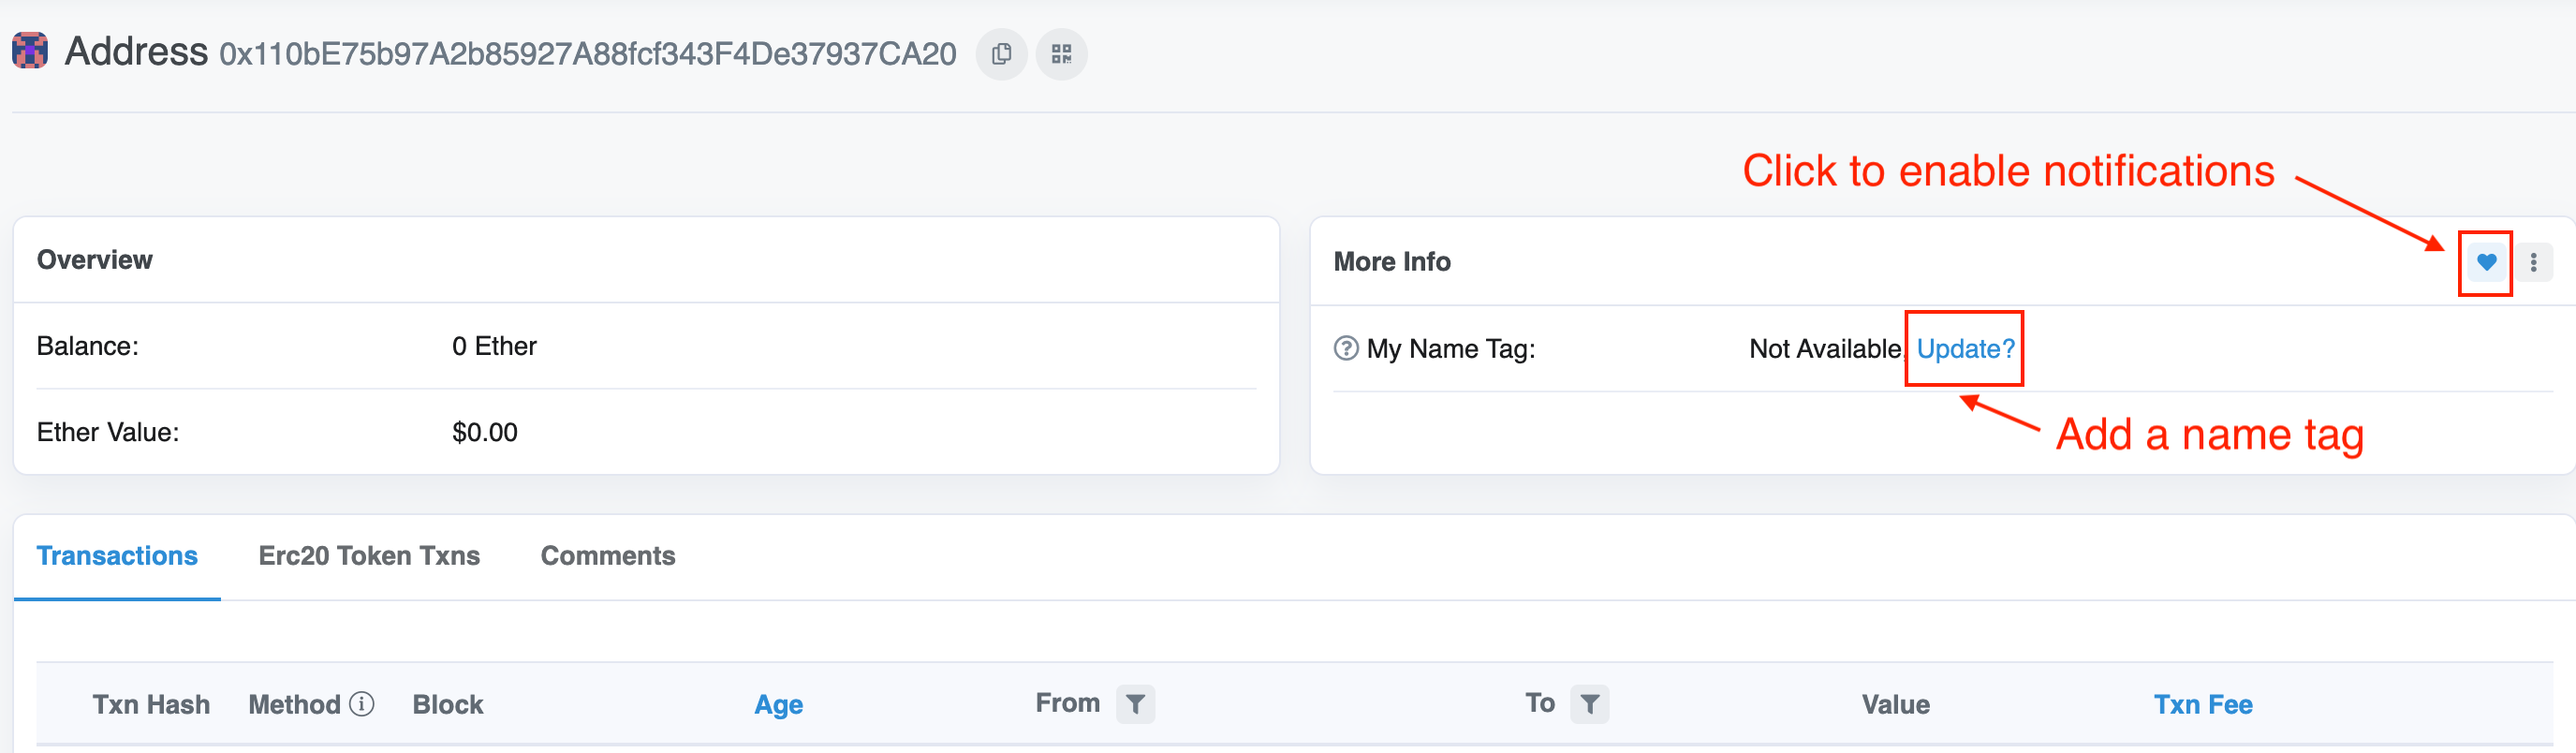 Address 0x110bE75b97A2b85927A88fcf343F4De37937CA20
Click to enable notifications
Overview
More Info
Balance: 0 Ether
My Name Tag: Not Available, Update?
Ether Value: $0.00
Add a name tag
Transactions Erc20 Token Txns Comments
Txn Hash Method Block Age From To Value Txn Fee